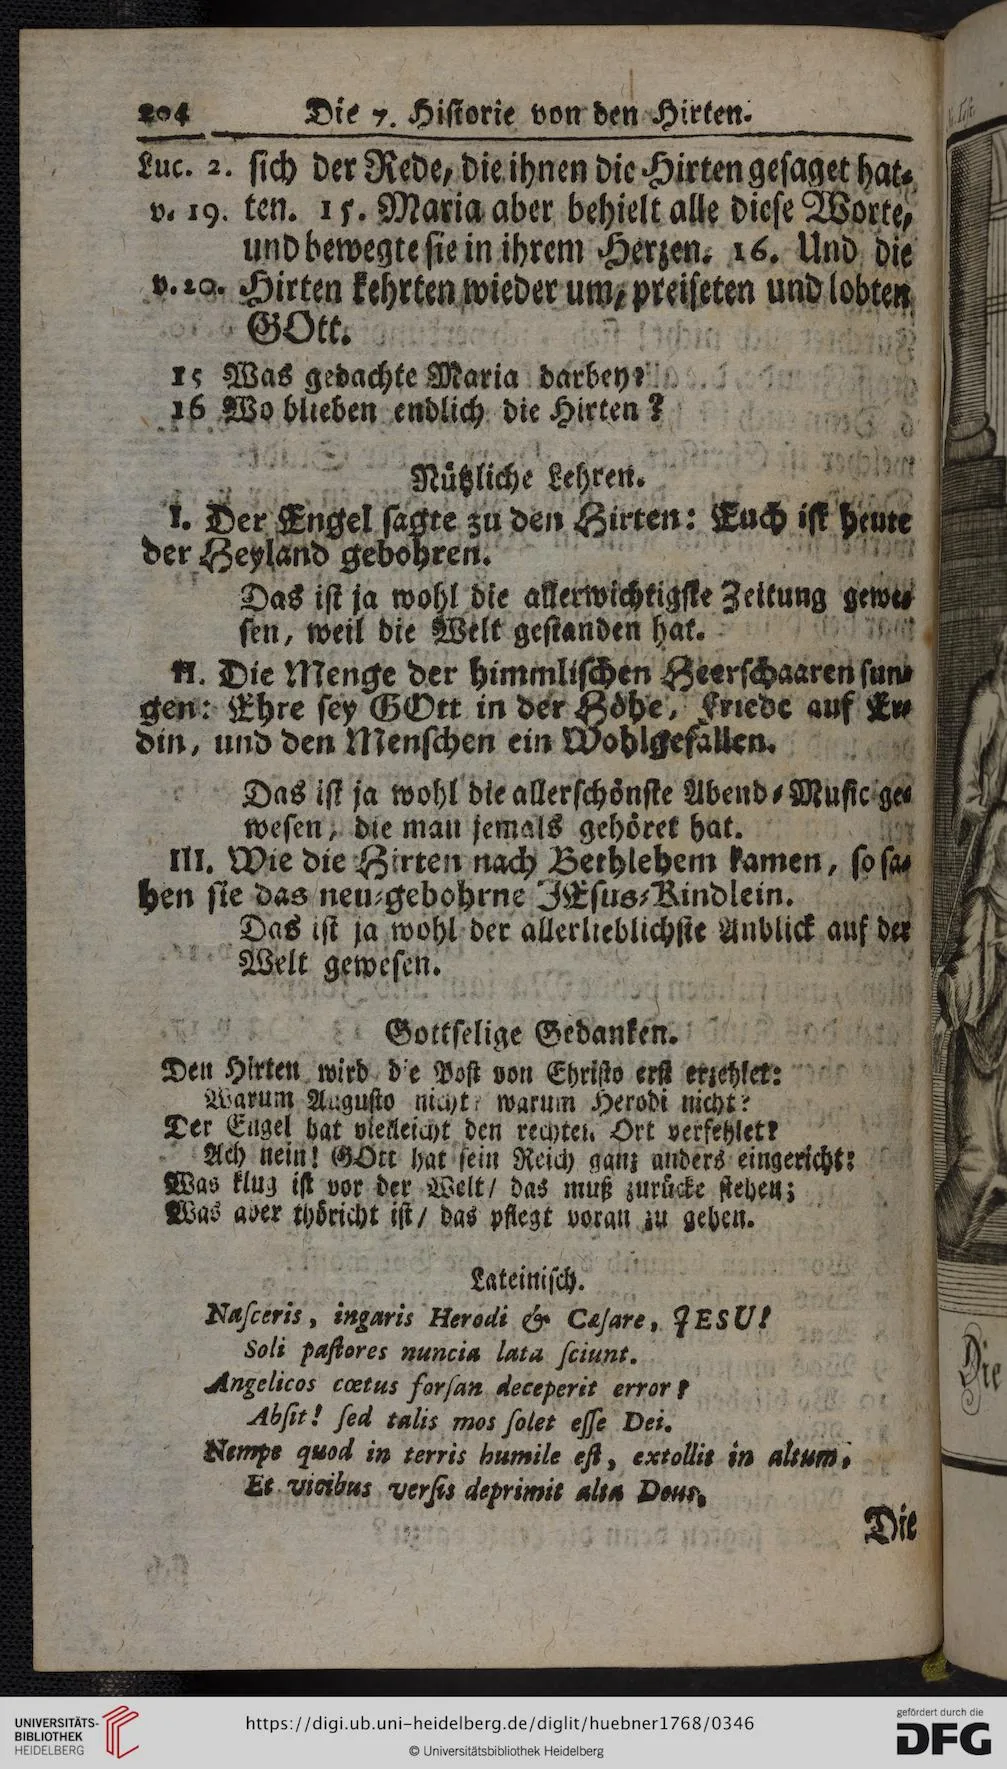 204 Die 7. Historie von den Hirten.
Luc. 2. sich der Rede, die ihnen die Hirten gesaget hat-
v. 19. ten. 15. Maria aber behielt alle diese Worte,
und bewegte sie in ihrem Herzen. 16. Und die
v. 20. Hirten kehrten wieder um, preiseten und lobten
GOtt.
15 Was gedachte Maria darbey?
16 Wo blieben endlich die Hirten?
Nützliche Lehren.
I. Der Engel sagte zu den Hirten: Euch ist heute
der Heyland gebohren.
Das ist ja wohl die allerwichtigste Zeitung gewe-
sen, weil die Welt gestanden hat.
II. Die Menge der himmlischen Heerschaaren sun-
gen: Ehre sey GOtt in der Höhe, Friede auf Er-
din, und den Menschen ein Wohlgefallen.
Das ist ja wohl die allerschönste Abend-Music ge-
wesen, die man jemals gehöret hat.
III. Wie die Hirten nach Bethlehem kamen, so sa-
hen sie das neu-gebohrne JEsus-Kindlein.
Das ist ja wohl der allerlieblichste Anblick auf der
Welt gewesen.
Gottselige Gedanken.
Den Hirten wird die Post von Christo erst erzehlet:
Warum Augusto nicht? warum Herodi nicht?
Der Engel hat vielleicht den rechten Ort verfehlet?
Ach nein! GOtt hat sein Reich ganz anders eingericht:
Was klug ist vor der Welt/ das muß zurücke stehen;
Was aber thöricht ist/ das pflegt voran zu gehen.
Lateinisch.
Nasceris, ingaris Herodi & Cæsare, JESU!
Soli pastores nuncia lata sciunt.
Angelicos cœtus forsan deceperit error?
Absit! sed talis mos solet esse Dei.
Nempe quod in terris humile est, extollit in altum,
Et vicibus versis deprimit alta Deus.
Die
Die
UNIVERSITÄTS-
BIBLIOTHEK
HEIDELBERG
https://digi.ub.uni-heidelberg.de/diglit/huebner1768/0346
© Universitätsbibliothek Heidelberg
gefördert durch die
DFG